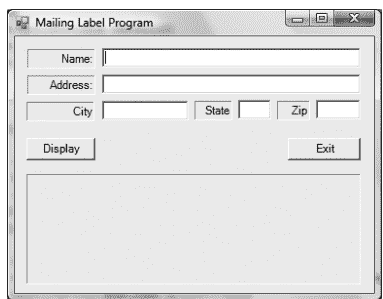 Mailing Label Program
Name:
Address:
City State Zip
Display Exit